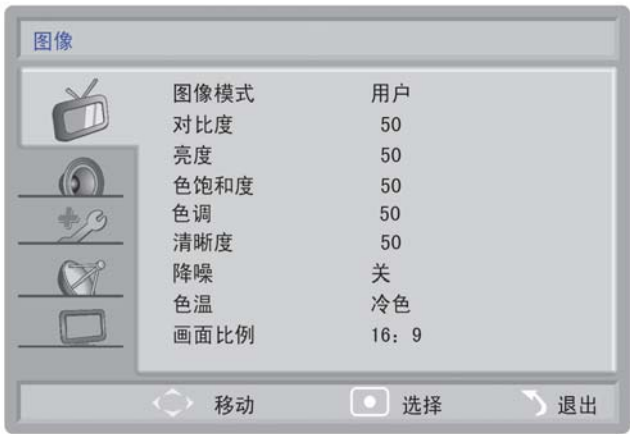 图像
图像模式 用户
对比度 50
亮度 50
色饱和度 50
色调 50
清晰度 50
降噪 关
色温 冷色
画面比例 16：9
移动 选择 退出